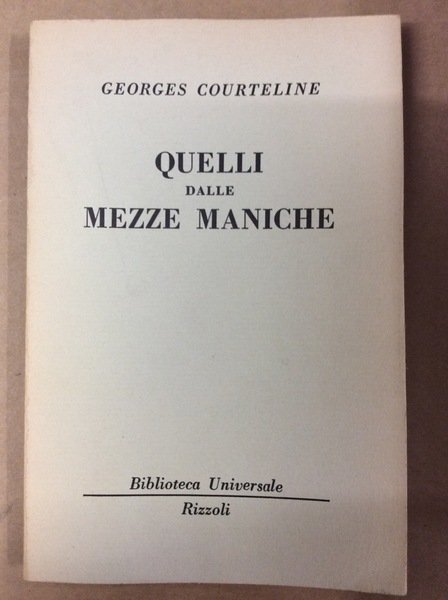 GEORGES COURTELINE
QUELLI
DALLE
MEZZE MANICHE
Biblioteca Universale
Rizzoli